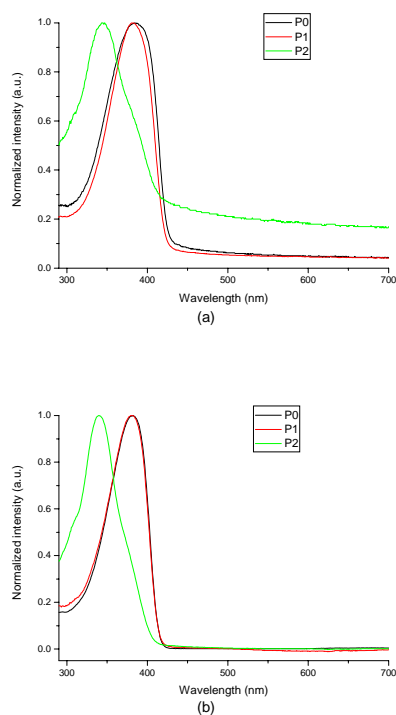 P0
P1
P2
1.0
0.8
0.6
0.4
0.2
0.0
Normalized intensity (a.u.)
300 400 500 600 700
Wavelength (nm)
(a)
P0
P1
P2
1.0
0.8
0.6
0.4
0.2
0.0
Normalized intensity (a.u.)
300 400 500 600 700
Wavelength (nm)
(b)